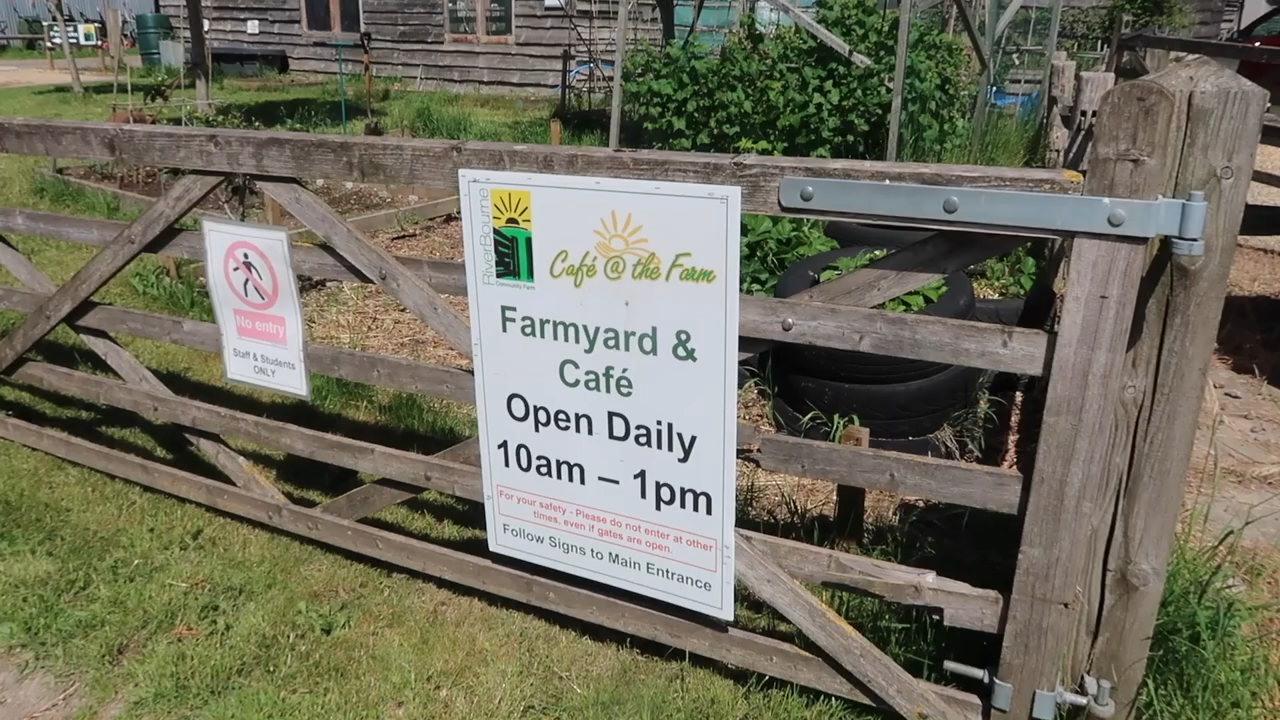 No entry
Staff & Students
ONLY
RiverBourne
Community Farm
Café @ the Farm
Farmyard &
Café
Open Daily
10am – 1pm
For your safety - Please do not enter at other
times, even if gates are open.
Follow Signs to Main Entrance